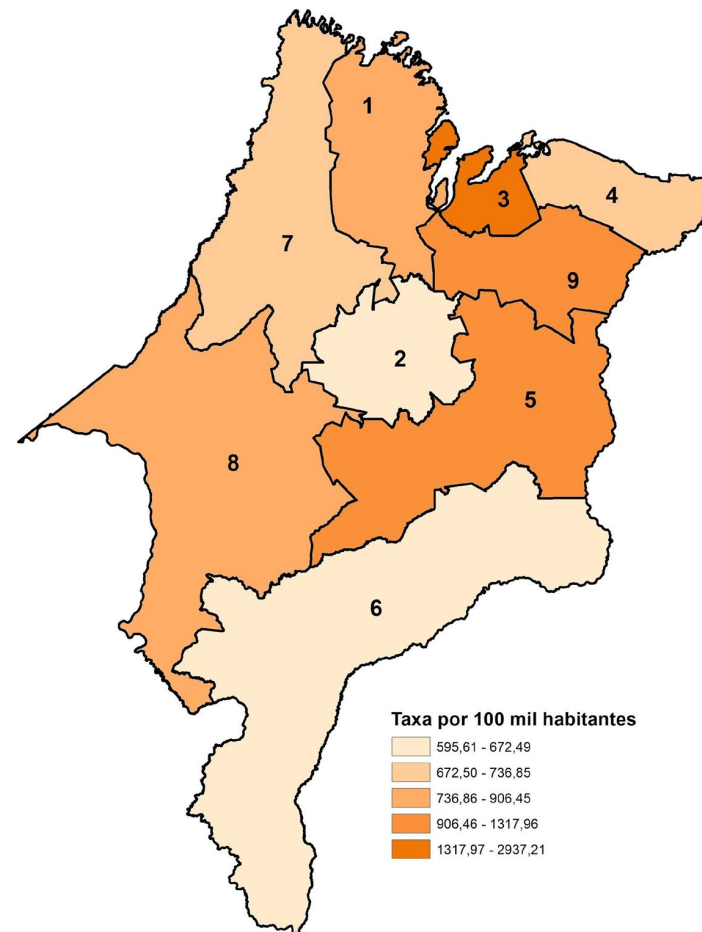 1
3
4
7
9
2
5
8
6
Taxa por 100 mil habitantes
595,61 - 672,49
672,50 - 736,85
736,86 - 906,45
906,46 - 1317,96
1317,97 - 2937,21